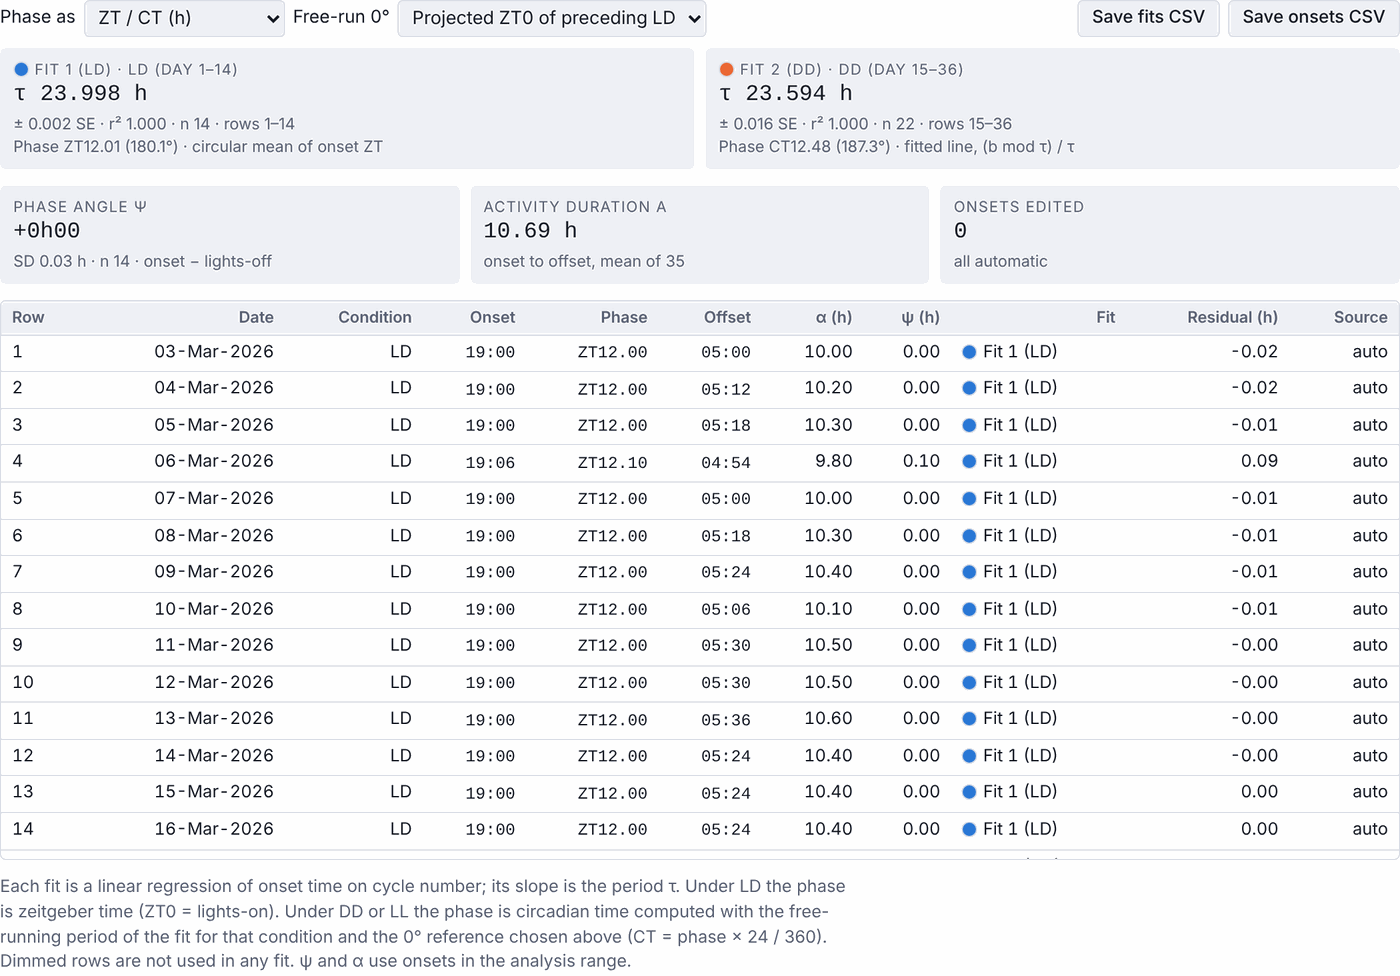 Phase as ZT / CT (h) Free-run 0° Projected ZT0 of preceding LD Save fits CSV Save onsets CSV
FIT 1 (LD) · LD (DAY 1–14)
τ 23.998 h
± 0.002 SE · r² 1.000 · n 14 · rows 1–14
Phase ZT12.01 (180.1°) · circular mean of onset ZT
FIT 2 (DD) · DD (DAY 15–36)
τ 23.594 h
± 0.016 SE · r² 1.000 · n 22 · rows 15–36
Phase CT12.48 (187.3°) · fitted line, (b mod τ) / τ
PHASE ANGLE Ψ
+0h00
SD 0.03 h · n 14 · onset − lights-off
ACTIVITY DURATION Α
10.69 h
onset to offset, mean of 35
ONSETS EDITED
0
all automatic
Row Date Condition Onset Phase Offset α (h) ψ (h) Fit Residual (h) Source
1 03-Mar-2026 LD 19:00 ZT12.00 05:00 10.00 0.00 Fit 1 (LD) -0.02 auto
2 04-Mar-2026 LD 19:00 ZT12.00 05:12 10.20 0.00 Fit 1 (LD) -0.02 auto
3 05-Mar-2026 LD 19:00 ZT12.00 05:18 10.30 0.00 Fit 1 (LD) -0.01 auto
4 06-Mar-2026 LD 19:06 ZT12.10 04:54 9.80 0.10 Fit 1 (LD) 0.09 auto
5 07-Mar-2026 LD 19:00 ZT12.00 05:00 10.00 0.00 Fit 1 (LD) -0.01 auto
6 08-Mar-2026 LD 19:00 ZT12.00 05:18 10.30 0.00 Fit 1 (LD) -0.01 auto
7 09-Mar-2026 LD 19:00 ZT12.00 05:24 10.40 0.00 Fit 1 (LD) -0.01 auto
8 10-Mar-2026 LD 19:00 ZT12.00 05:06 10.10 0.00 Fit 1 (LD) -0.01 auto
9 11-Mar-2026 LD 19:00 ZT12.00 05:30 10.50 0.00 Fit 1 (LD) -0.00 auto
10 12-Mar-2026 LD 19:00 ZT12.00 05:30 10.50 0.00 Fit 1 (LD) -0.00 auto
11 13-Mar-2026 LD 19:00 ZT12.00 05:36 10.60 0.00 Fit 1 (LD) -0.00 auto
12 14-Mar-2026 LD 19:00 ZT12.00 05:24 10.40 0.00 Fit 1 (LD) -0.00 auto
13 15-Mar-2026 LD 19:00 ZT12.00 05:24 10.40 0.00 Fit 1 (LD) 0.00 auto
14 16-Mar-2026 LD 19:00 ZT12.00 05:24 10.40 0.00 Fit 1 (LD) 0.00 auto
Each fit is a linear regression of onset time on cycle number; its slope is the period τ. Under LD the phase
is zeitgeber time (ZT0 = lights-on). Under DD or LL the phase is circadian time computed with the free-
running period of the fit for that condition and the 0° reference chosen above (CT = phase × 24 / 360).
Dimmed rows are not used in any fit. ψ and α use onsets in the analysis range.